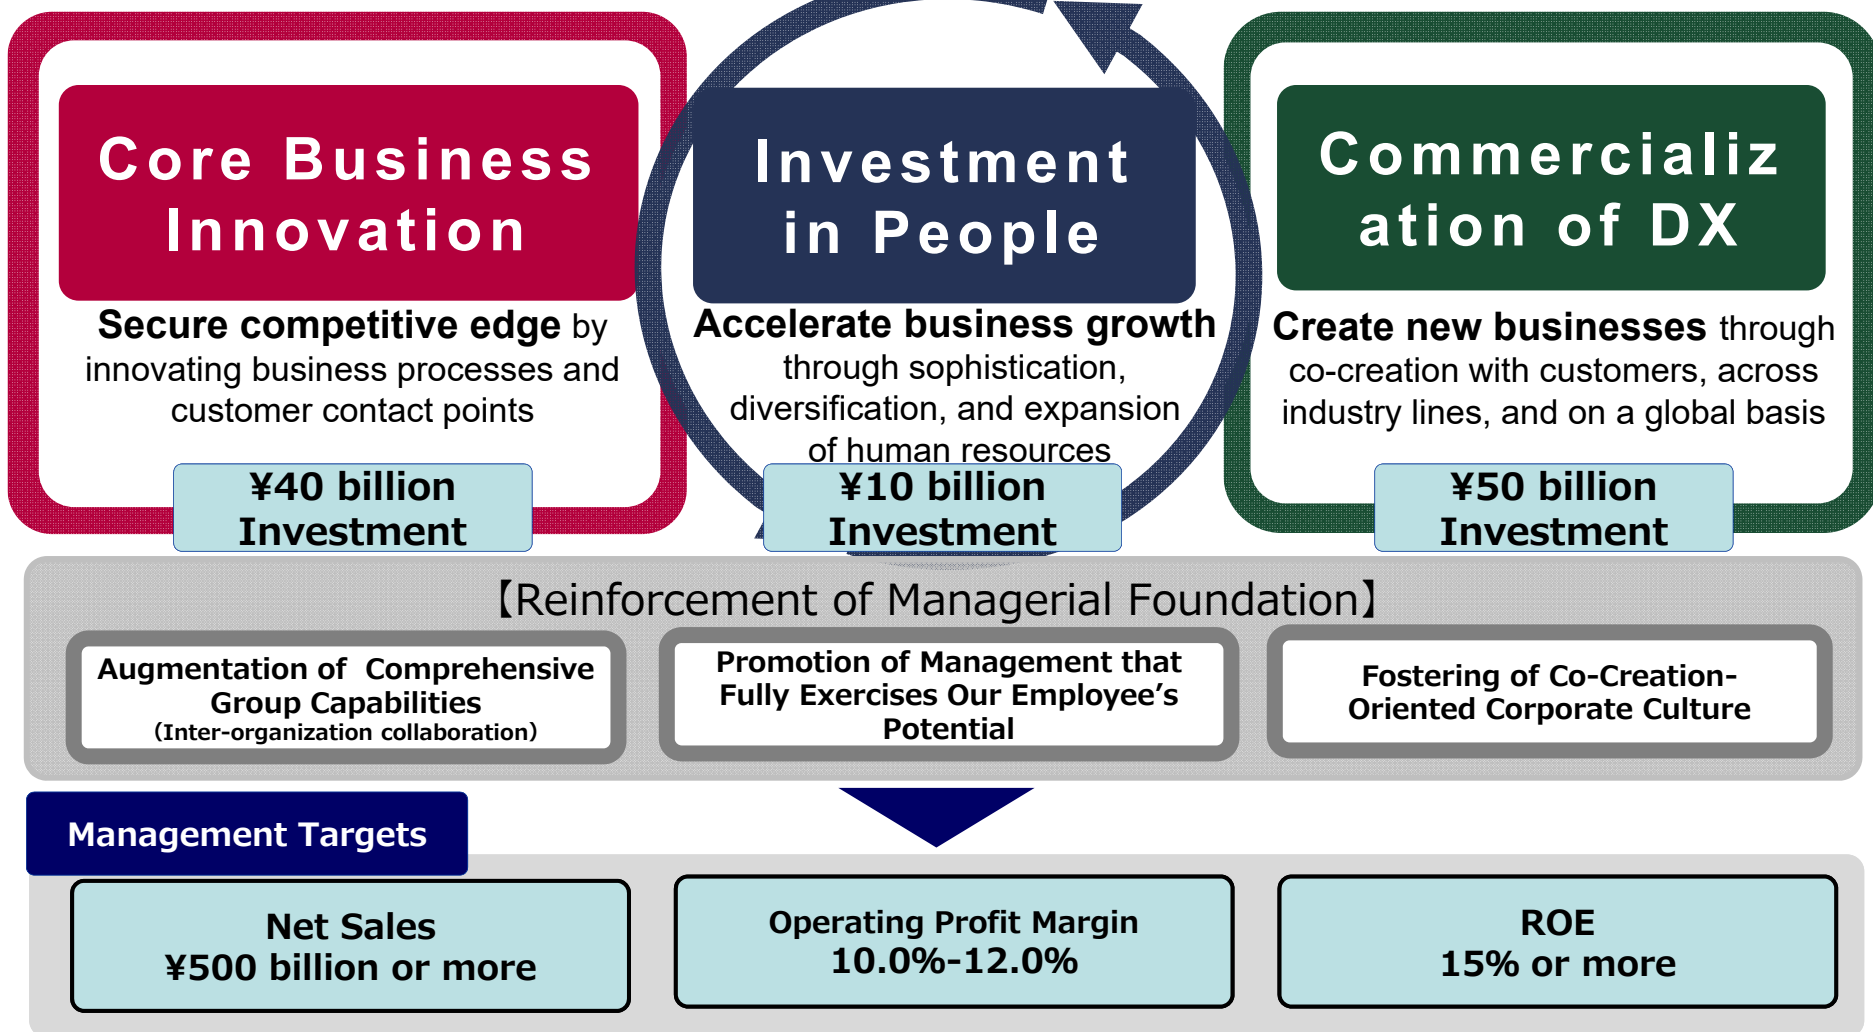 Core Business
Innovation
Secure competitive edge by
innovating business processes and
customer contact points
¥40 billion
Investment
Investment
in People
Accelerate business growth
through sophistication,
diversification, and expansion
of human resources
¥10 billion
Investment
Commercializ
ation of DX
Create new businesses through
co-creation with customers, across
industry lines, and on a global basis
¥50 billion
Investment
【Reinforcement of Managerial Foundation】
Augmentation of Comprehensive
Group Capabilities
（Inter-organization collaboration）
Promotion of Management that
Fully Exercises Our Employee’s
Potential
Fostering of Co-Creation-
Oriented Corporate Culture
Management Targets
Net Sales
¥500 billion or more
Operating Profit Margin
10.0%-12.0%
ROE
15% or more